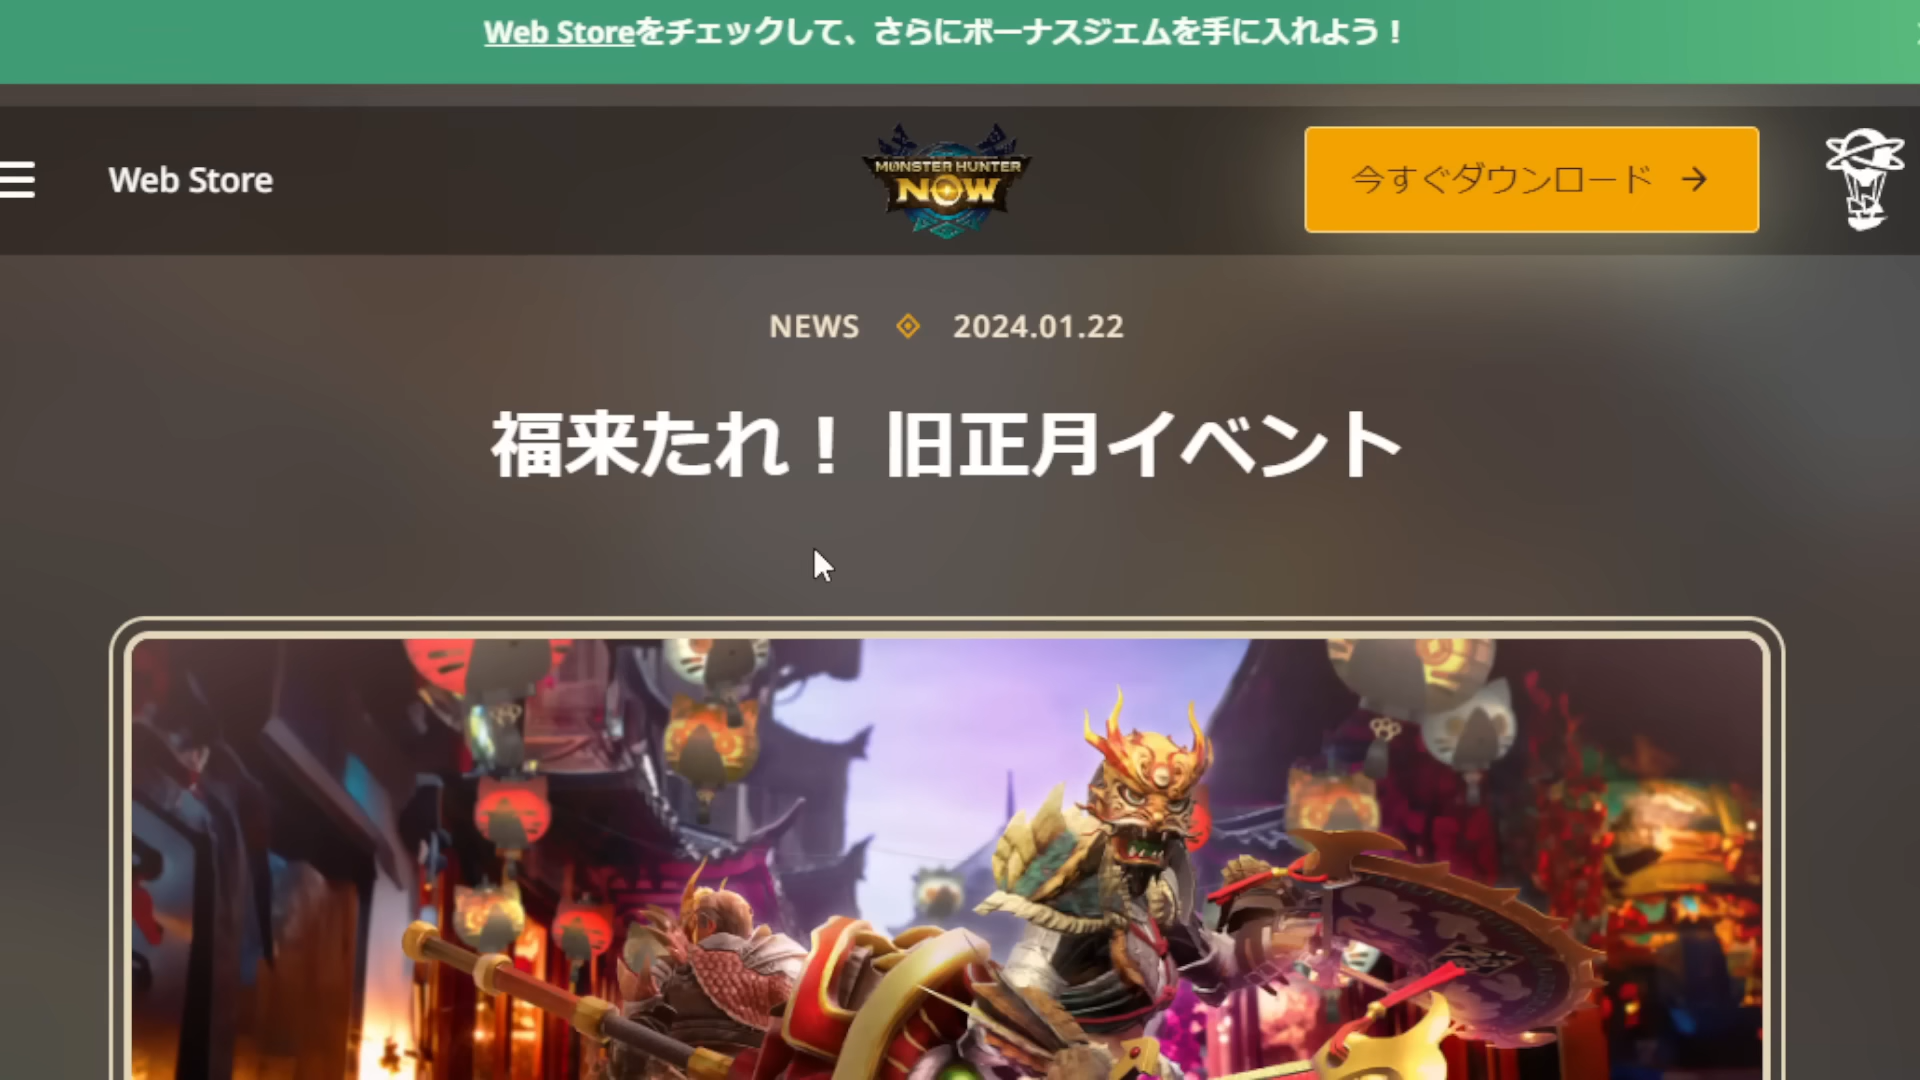 Web Storeをチェックして、さらにボーナスジェムを手に入れよう！
Web Store
MONSTER HUNTER
NOW
今すぐダウンロード →
NEWS
2024.01.22
福来たれ！ 旧正月イベント